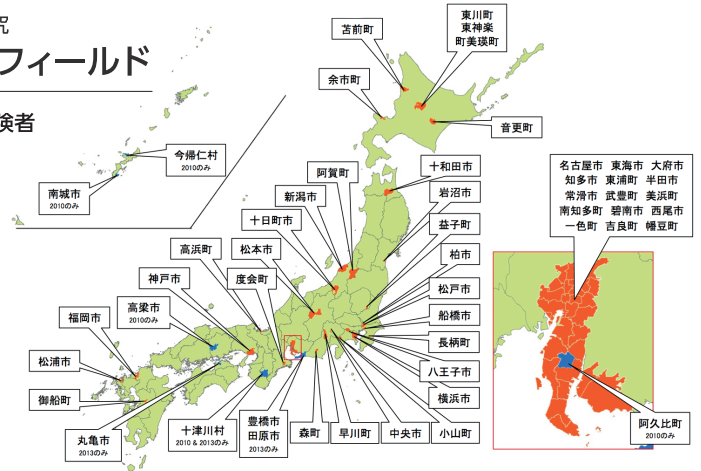 究
フィールド
険者
苫前町
東川町
東神楽
町美瑛町
余市町
音更町
今帰仁村
2010のみ
南城市
2010のみ
阿賀町
新潟市
十日町市
十和田市
岩沼市
益子町
柏市
松戸市
船橋市
長柄町
八王子市
横浜市
高浜町
松本市
神戸市
度会町
高梁市
2010のみ
福岡市
松浦市
御船町
丸亀市
2013のみ
十津川村
2010 & 2013のみ
豊橋市
田原市
2013のみ
森町
早川町
中央市
小山町
名古屋市 東海市 大府市
知多市 東浦町 半田市
常滑市 武豊町 美浜町
南知多町 碧南市 西尾市
一色町 吉良町 幡豆町
阿久比町
2010のみ